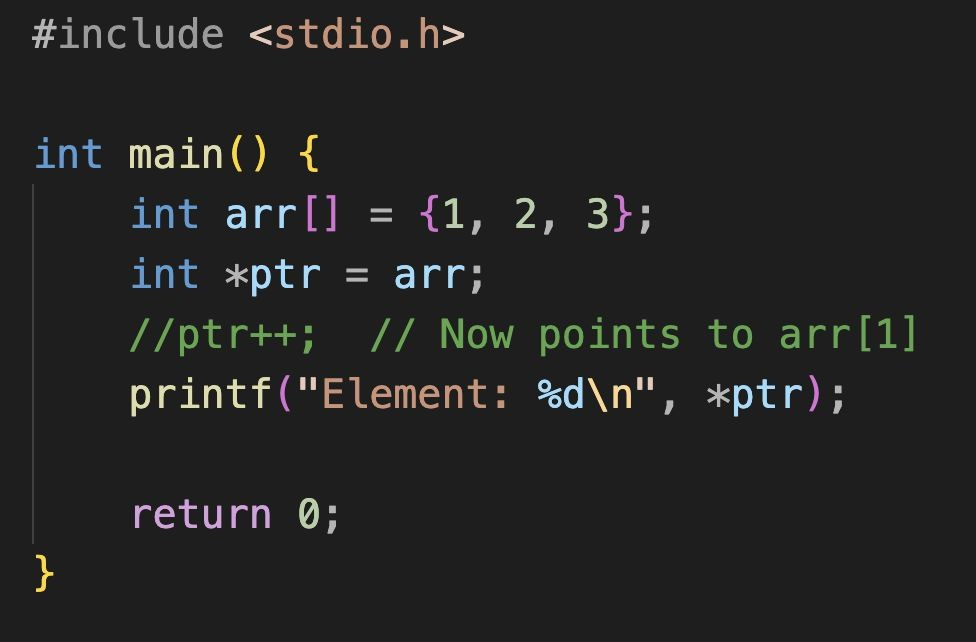 #include <stdio.h>

int main() {
    int arr[] = {1, 2, 3};
    int *ptr = arr;
    //ptr++;  // Now points to arr[1]
    printf("Element: %d\n", *ptr);

    return 0;
}